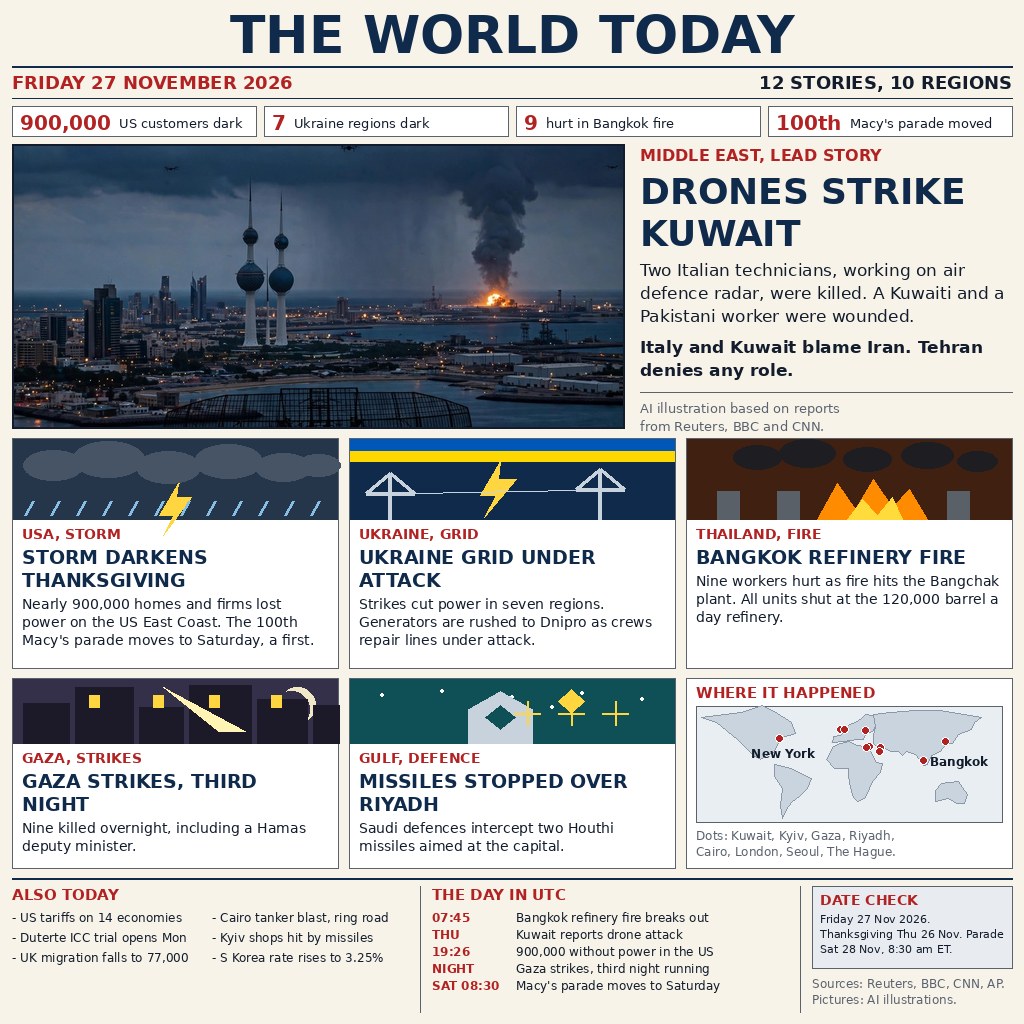 THE WORLD TODAY
FRIDAY 27 NOVEMBER 2026
12 STORIES, 10 REGIONS
900,000 US customers dark
7 Ukraine regions dark
9 hurt in Bangkok fire
100th Macy's parade moved
MIDDLE EAST, LEAD STORY
DRONES STRIKE
KUWAIT
Two Italian technicians, working on air
defence radar, were killed. A Kuwaiti and a
Pakistani worker were wounded.
Italy and Kuwait blame Iran. Tehran
denies any role.
AI illustration based on reports
from Reuters, BBC and CNN.
USA, STORM
STORM DARKENS
THANKSGIVING
Nearly 900,000 homes and firms lost
power on the US East Coast. The 100th
Macy's parade moves to Saturday, a first.
UKRAINE, GRID
UKRAINE GRID UNDER
ATTACK
Strikes cut power in seven regions.
Generators are rushed to Dnipro as crews
repair lines under attack.
THAILAND, FIRE
BANGKOK REFINERY FIRE
Nine workers hurt as fire hits the Bangchak
plant. All units shut at the 120,000 barrel a
day refinery.
GAZA, STRIKES
GAZA STRIKES, THIRD
NIGHT
Nine killed overnight, including a Hamas
deputy minister.
GULF, DEFENCE
MISSILES STOPPED OVER
RIYADH
Saudi defences intercept two Houthi
missiles aimed at the capital.
WHERE IT HAPPENED
New York
Bangkok
Dots: Kuwait, Kyiv, Gaza, Riyadh,
Cairo, London, Seoul, The Hague.
ALSO TODAY
- US tariffs on 14 economies
- Duterte ICC trial opens Mon
- UK migration falls to 77,000
- Cairo tanker blast, ring road
- Kyiv shops hit by missiles
- S Korea rate rises to 3.25%
THE DAY IN UTC
07:45 Bangkok refinery fire breaks out
THU Kuwait reports drone attack
19:26 900,000 without power in the US
NIGHT Gaza strikes, third night running
SAT 08:30 Macy's parade moves to Saturday
DATE CHECK
Friday 27 Nov 2026.
Thanksgiving Thu 26 Nov. Parade
Sat 28 Nov, 8:30 am ET.
Sources: Reuters, BBC, CNN, AP.
Pictures: AI illustrations.